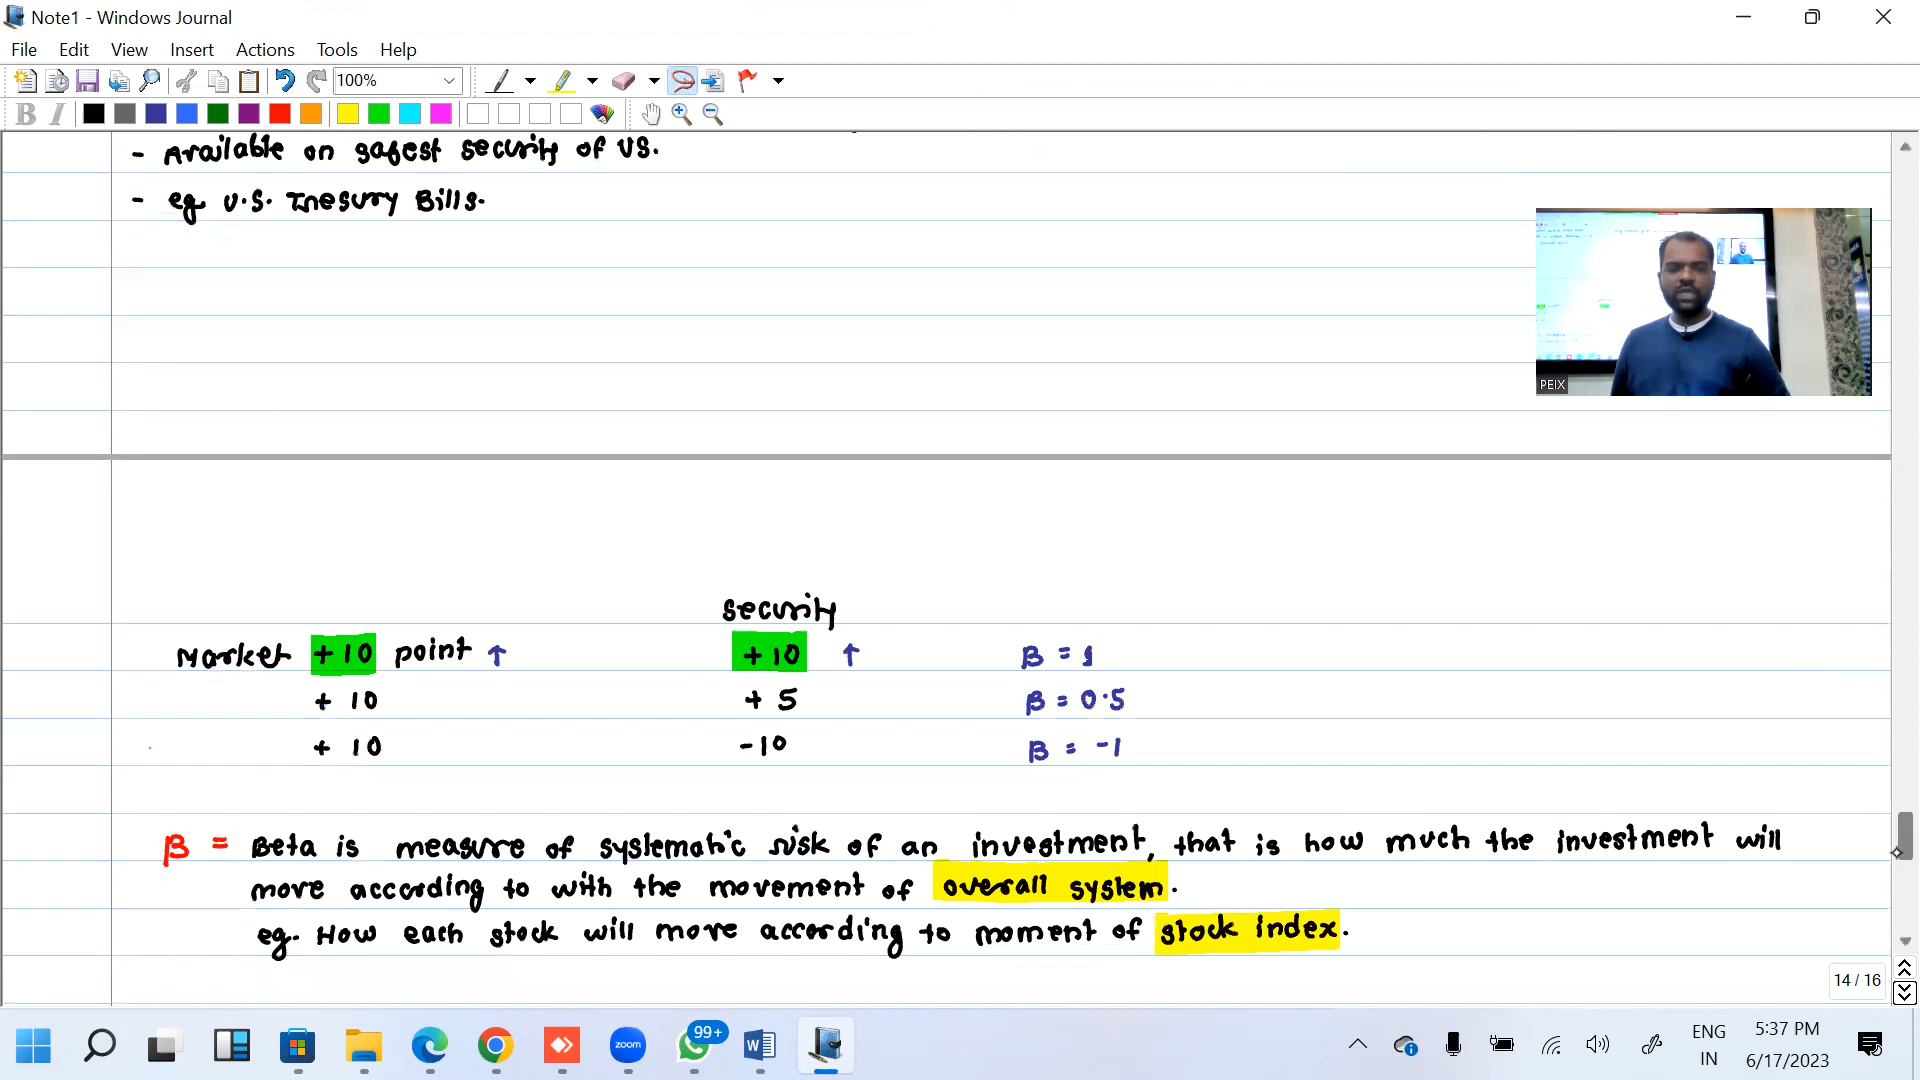 Note1 - Windows Journal
File Edit View Insert Actions Tools Help
100%
B I
- Available on safest security of US.
- eg U.S. Tresury Bills.
PEIX
security
Market +10 point ↑ +10 ↑ β = 1
+ 10 + 5 β = 0.5
+ 10 -10 β = -1
β = Beta is measure of systematic risk of an investment, that is how much the investment will
move according to with the movement of overall system.
eg. How each stock will move according to moment of stock index.
14 / 16
99+
zoom
ENG
IN
5:37 PM
6/17/2023